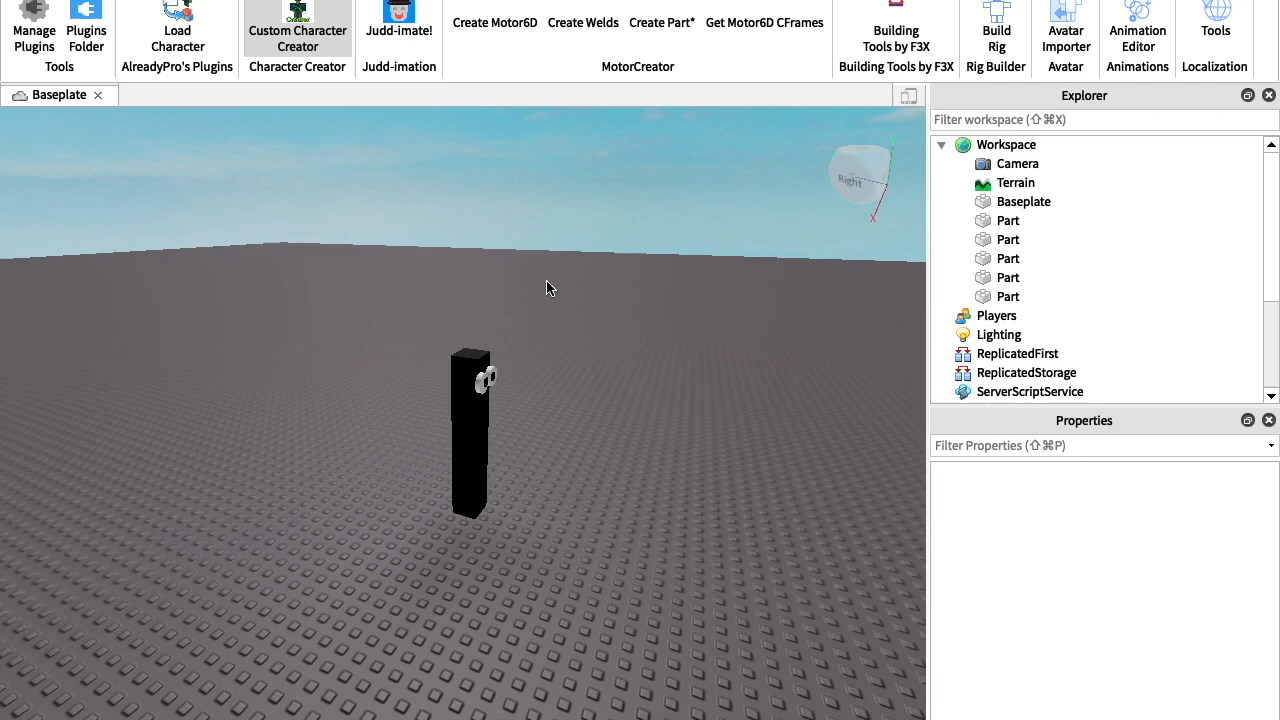 Manage Plugins
Plugins Folder
Tools
Load Character
AlreadyPro's Plugins
Custom Character Creator
Character Creator
Judd-imate!
Judd-imation
Create Motor6D Create Welds Create Part* Get Motor6D CFrames
MotorCreator
Building Tools by F3X
Building Tools by F3X
Build Rig
Rig Builder
Avatar Importer
Avatar
Animation Editor
Animations
Tools
Localization
Baseplate
Right
X
Explorer
Filter workspace (⇧⌘X)
Workspace
Camera
Terrain
Baseplate
Part
Part
Part
Part
Part
Players
Lighting
ReplicatedFirst
ReplicatedStorage
ServerScriptService
Properties
Filter Properties (⇧⌘P)